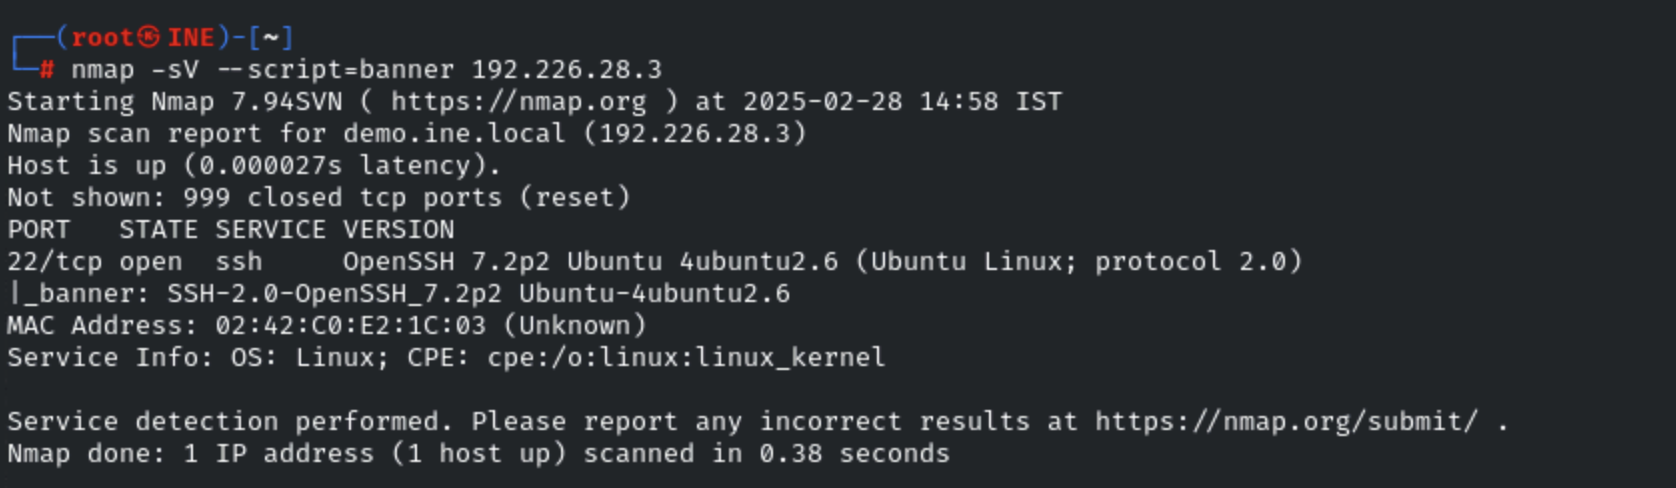 ┌──(root㉿INE)-[~]
└─# nmap -sV --script=banner 192.226.28.3
Starting Nmap 7.94SVN ( https://nmap.org ) at 2025-02-28 14:58 IST
Nmap scan report for demo.ine.local (192.226.28.3)
Host is up (0.000027s latency).
Not shown: 999 closed tcp ports (reset)
PORT   STATE SERVICE VERSION
22/tcp open  ssh     OpenSSH 7.2p2 Ubuntu 4ubuntu2.6 (Ubuntu Linux; protocol 2.0)
|_banner: SSH-2.0-OpenSSH_7.2p2 Ubuntu-4ubuntu2.6
MAC Address: 02:42:C0:E2:1C:03 (Unknown)
Service Info: OS: Linux; CPE: cpe:/o:linux:linux_kernel

Service detection performed. Please report any incorrect results at https://nmap.org/submit/ .
Nmap done: 1 IP address (1 host up) scanned in 0.38 seconds